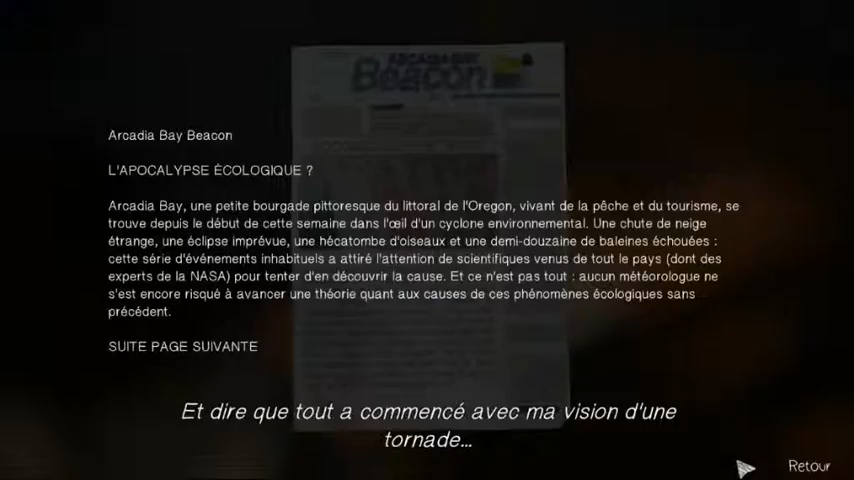 ARCADIA BAY
Beacon
Arcadia Bay Beacon
L'APOCALYPSE ÉCOLOGIQUE ?
Arcadia Bay, une petite bourgade pittoresque du littoral de l'Oregon, vivant de la pêche et du tourisme, se
trouve depuis le début de cette semaine dans l'œil d'un cyclone environnemental. Une chute de neige
étrange, une éclipse imprévue, une hécatombe d'oiseaux et une demi-douzaine de baleines échouées :
cette série d'événements inhabituels a attiré l'attention de scientifiques venus de tout le pays (dont des
experts de la NASA) pour tenter d'en découvrir la cause. Et ce n'est pas tout : aucun météorologue ne
s'est encore risqué à avancer une théorie quant aux causes de ces phénomènes écologiques sans
précédent.
SUITE PAGE SUIVANTE
Et dire que tout a commencé avec ma vision d'une
tornade...
Retour